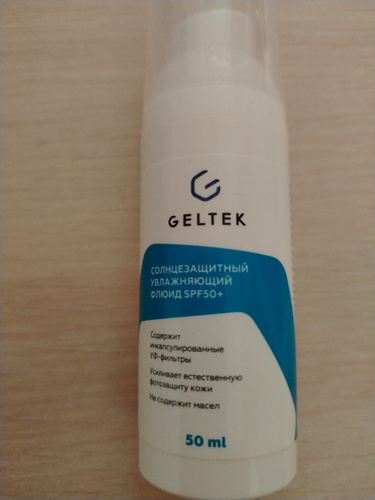 GELTEK
СОЛНЦЕЗАЩИТНЫЙ
УВЛАЖНЯЮЩИЙ
ФЛЮИД SPF50+
Содержит
инкапсулированные
УФ-фильтры
Усиливает естественную
фотозащиту кожи
Не содержит масел
50 ml